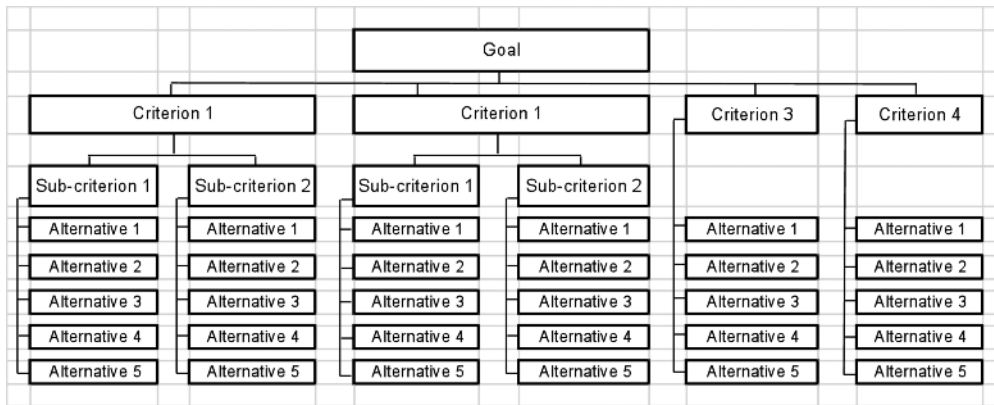 Goal
Criterion 1
Criterion 1
Criterion 3
Criterion 4
Sub-criterion 1
Sub-criterion 2
Sub-criterion 1
Sub-criterion 2
Alternative 1
Alternative 1
Alternative 1
Alternative 1
Alternative 1
Alternative 1
Alternative 2
Alternative 2
Alternative 2
Alternative 2
Alternative 2
Alternative 2
Alternative 3
Alternative 3
Alternative 3
Alternative 3
Alternative 3
Alternative 3
Alternative 4
Alternative 4
Alternative 4
Alternative 4
Alternative 4
Alternative 4
Alternative 5
Alternative 5
Alternative 5
Alternative 5
Alternative 5
Alternative 5